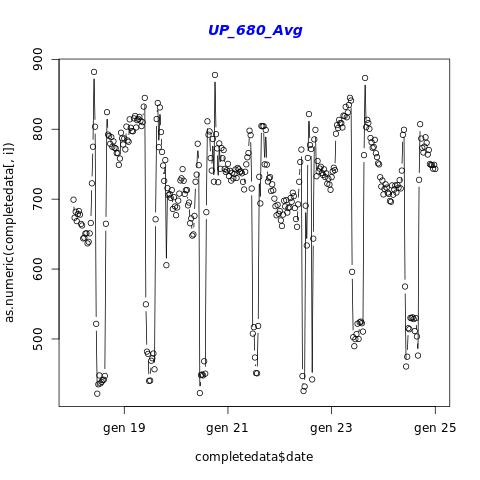 UP_680_Avg
as.numeric(completedata[, i])
900
800
700
600
500
gen 19
gen 21
gen 23
gen 25
completedata$date